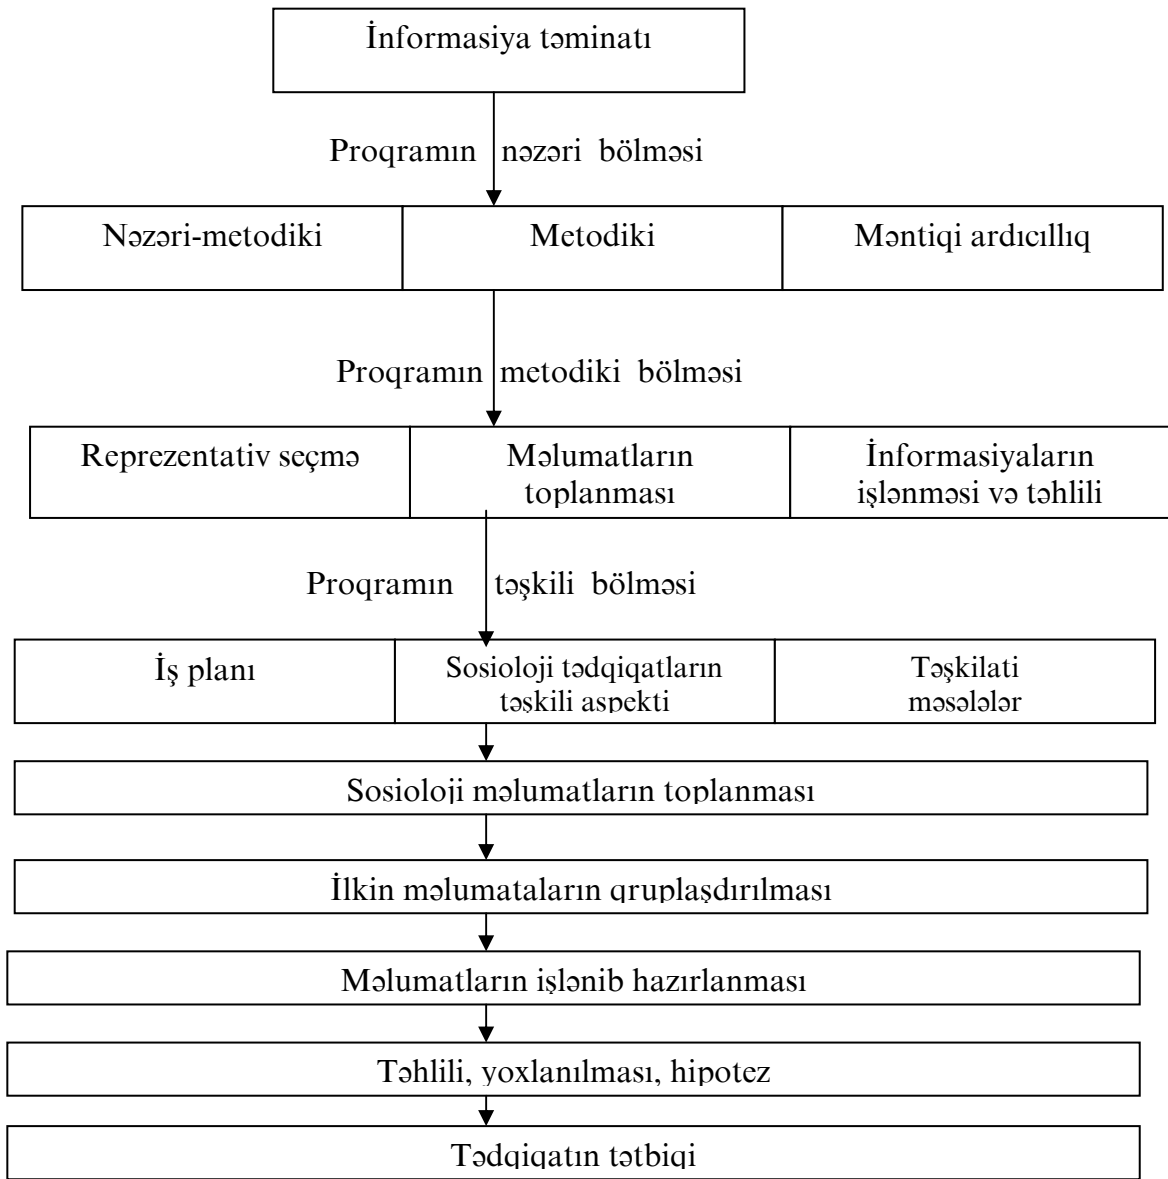 İnformasiya təminatı
Proqramın nəzəri bölməsi
Nəzəri-metodiki
Metodiki
Məntiqi ardıcıllıq
Proqramın metodiki bölməsi
Reprezentativ seçmə
Məlumatların
toplanması
İnformasiyaların
işlənməsi və təhlili
Proqramın təşkili bölməsi
İş planı
Sosioloji tədqiqatların
təşkili aspekti
Təşkilati
məsələlər
Sosioloji məlumatların toplanması
İlkin məlumataların qruplaşdırılması
Məlumatların işlənib hazırlanması
Təhlili, yoxlanılması, hipotez
Tədqiqatın tətbiqi